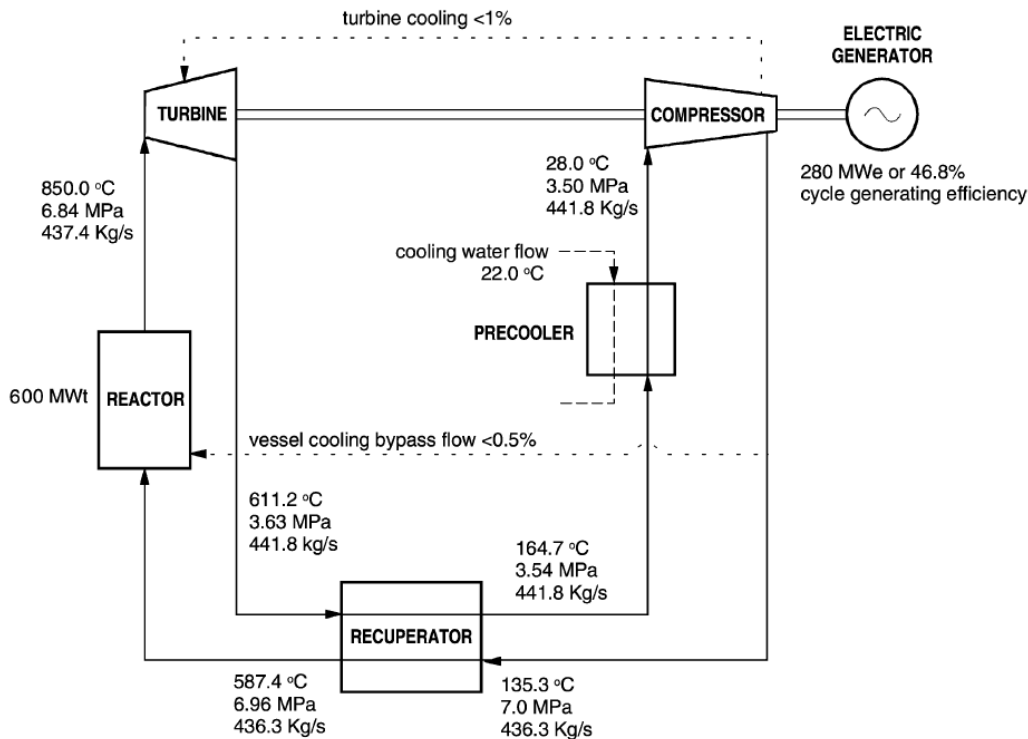 turbine cooling <1%
ELECTRIC
GENERATOR
TURBINE
COMPRESSOR
850.0 °C
6.84 MPa
437.4 Kg/s
28.0 °C
3.50 MPa
441.8 Kg/s
280 MWe or 46.8%
cycle generating efficiency
cooling water flow
22.0 °C
PRECOOLER
600 MWt
REACTOR
vessel cooling bypass flow <0.5%
611.2 °C
3.63 MPa
441.8 kg/s
164.7 °C
3.54 MPa
441.8 Kg/s
RECUPERATOR
587.4 °C
6.96 MPa
436.3 Kg/s
135.3 °C
7.0 MPa
436.3 Kg/s